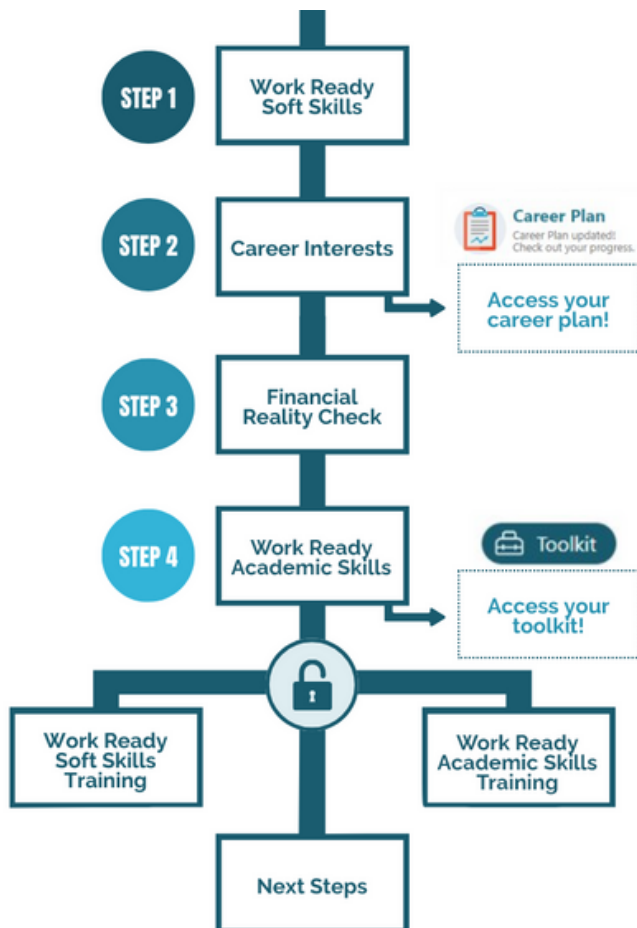 STEP 1
Work Ready
Soft Skills
STEP 2
Career Interests
Career Plan
Career Plan updated!
Check out your progress.
Access your
career plan!
STEP 3
Financial
Reality Check
STEP 4
Work Ready
Academic Skills
Toolkit
Access your
toolkit!
Work Ready
Soft Skills
Training
Work Ready
Academic Skills
Training
Next Steps